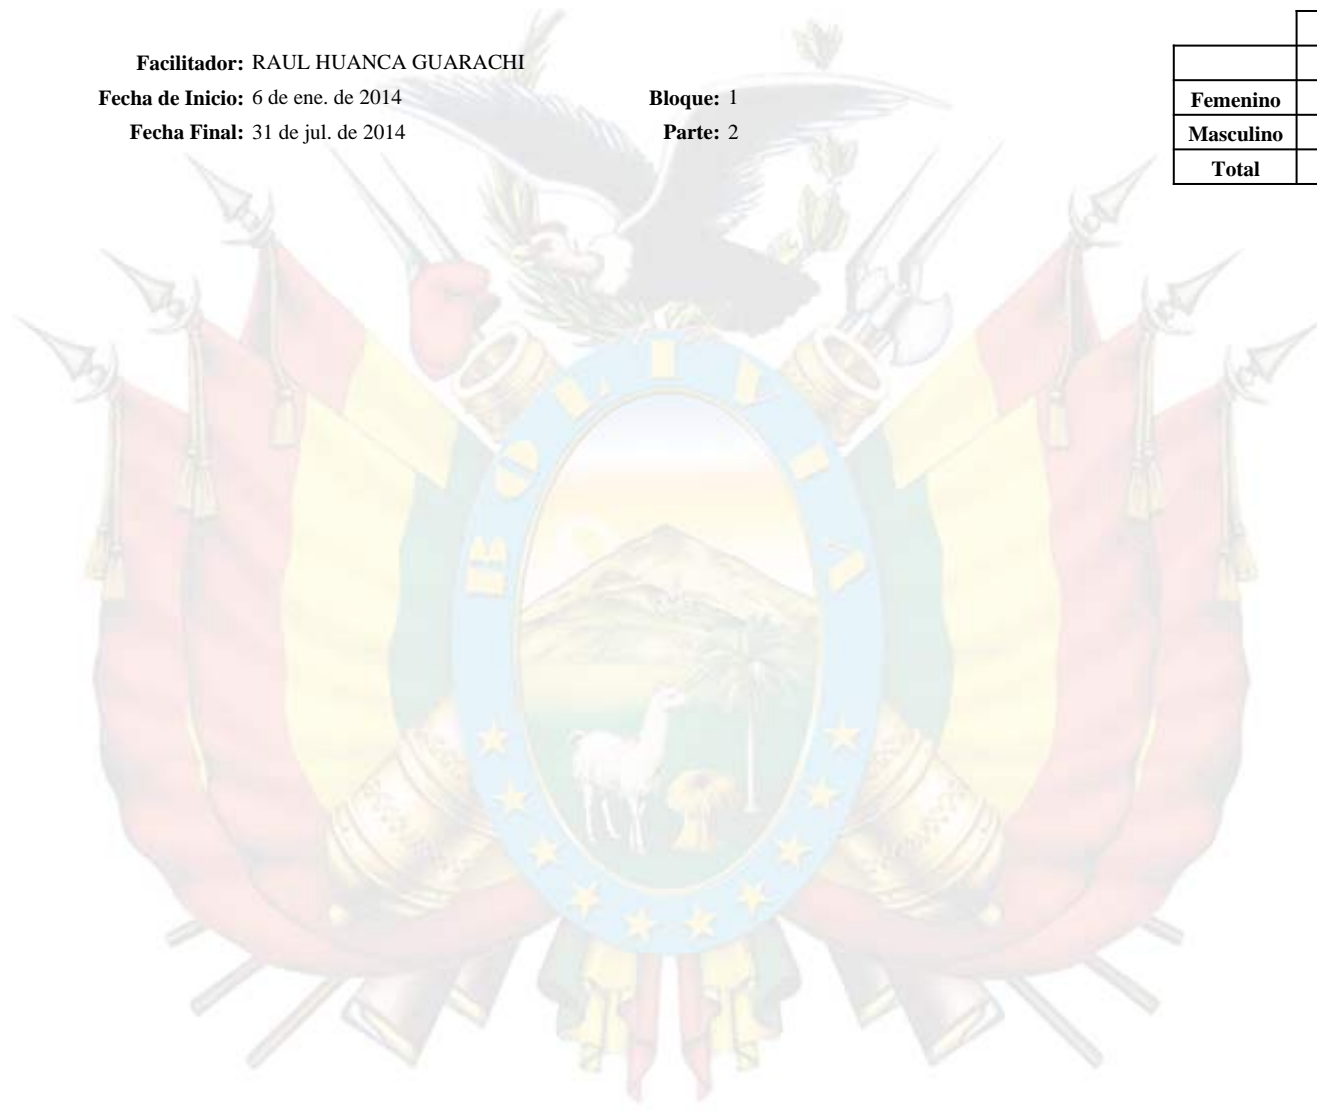 Facilitador: RAUL HUANCA GUARACHI
Fecha de Inicio: 6 de ene. de 2014 Bloque: 1
Fecha Final: 31 de jul. de 2014 Parte: 2
Femenino
Masculino
Total
BOLIVIA